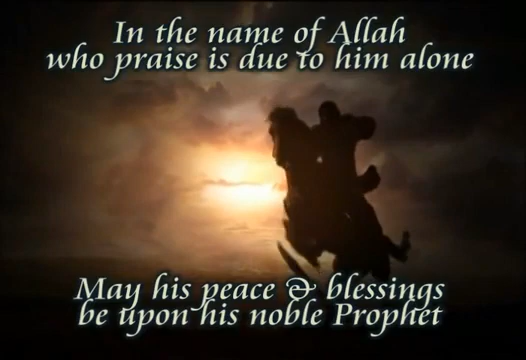 In the name of Allah
who praise is due to him alone
May his peace & blessings
be upon his noble Prophet